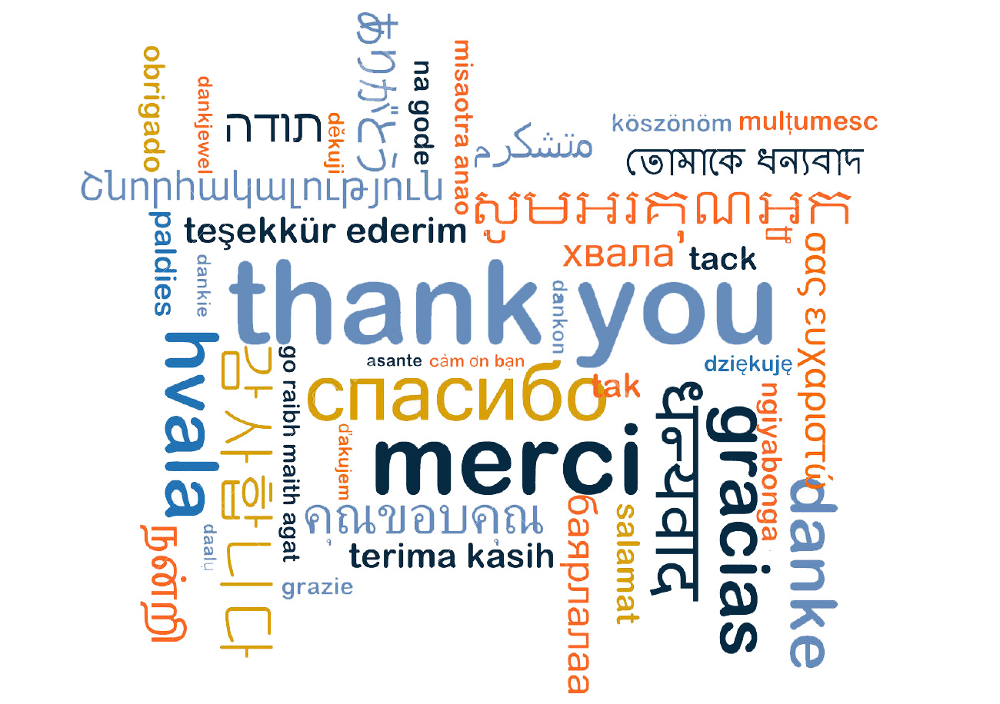 ありがとう
obrigado
dankjewel
תודה
děkuji
na gode
misaotra anao
متشکرم
köszönöm
mulțumesc
তোমাকে ধন্যবাদ
Շնորհակալություն
សូមអរគុណអ្នក
paldies
teşekkür ederim
dankie
хвала
tack
σας ευχαριστώ
thank you
dankon
hvala
감사합니다
go raibh maith agat
asante
cảm ơn bạn
dziękuję
спасибо
tak
धन्यवाद
gracias
ngiyabonga
ďakujem
merci
danke
คุณขอบคุณ
баярлалаа
salamat
நன்றி
daalụ
terima kasih
grazie